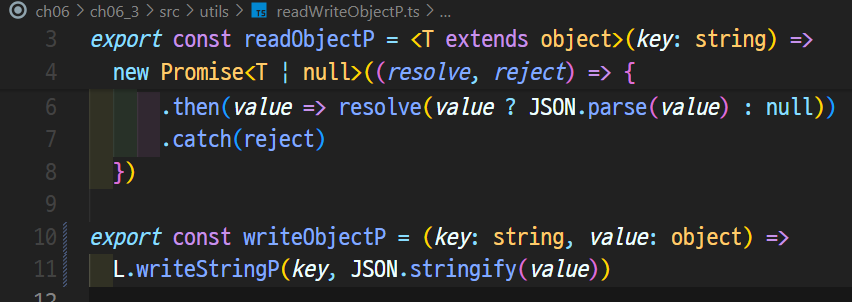 ch06 > ch06_3 > src > utils > TS readWriteObjectP.ts > ...
3 export const readObjectP = <T extends object>(key: string) =>
4   new Promise<T | null>((resolve, reject) => {
6       .then(value => resolve(value ? JSON.parse(value) : null))
7       .catch(reject)
8   })
9
10 export const writeObjectP = (key: string, value: object) =>
11   L.writeStringP(key, JSON.stringify(value))
12